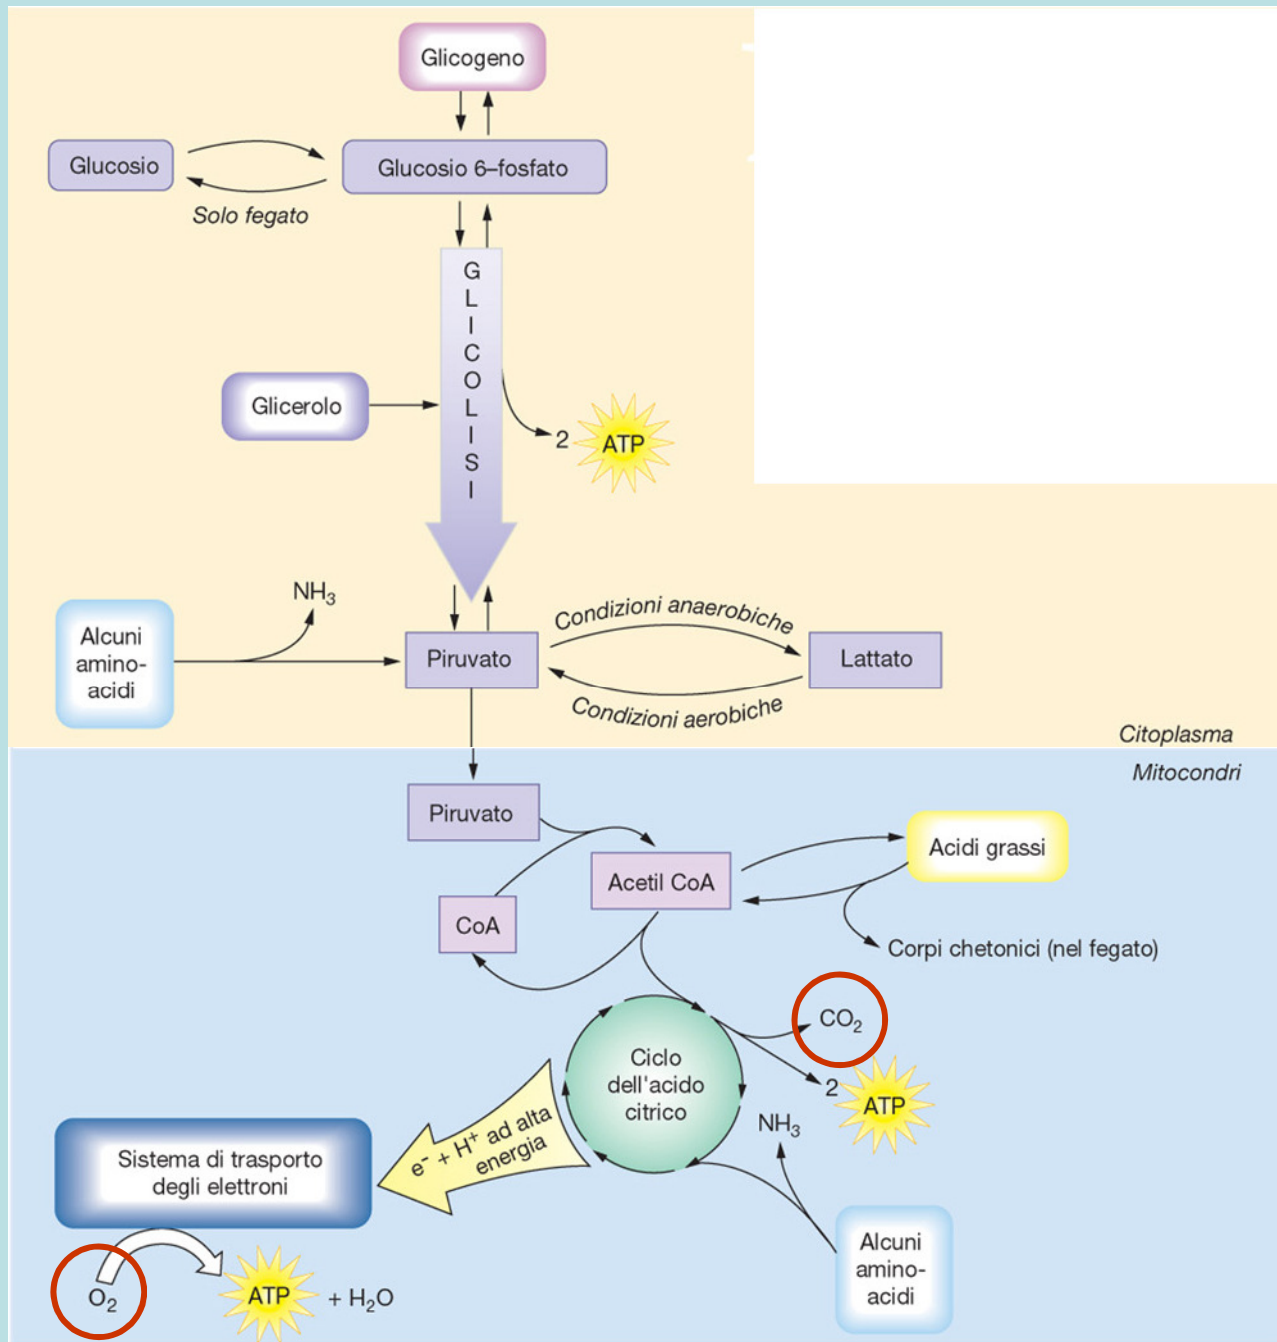 Glicogeno
Glucosio
Glucosio 6–fosfato
Solo fegato
G
L
I
C
O
L
I
S
I
Glicerolo
2
ATP
NH3
Alcuni
amino-
acidi
Piruvato
Condizioni anaerobiche
Lattato
Condizioni aerobiche
Citoplasma
Mitocondri
Piruvato
Acetil CoA
Acidi grassi
CoA
Corpi chetonici (nel fegato)
CO2
Ciclo
dell'acido
citrico
2
ATP
NH3
e- + H+ ad alta
energia
Sistema di trasporto
degli elettroni
Alcuni
amino-
acidi
O2
ATP
+ H2O